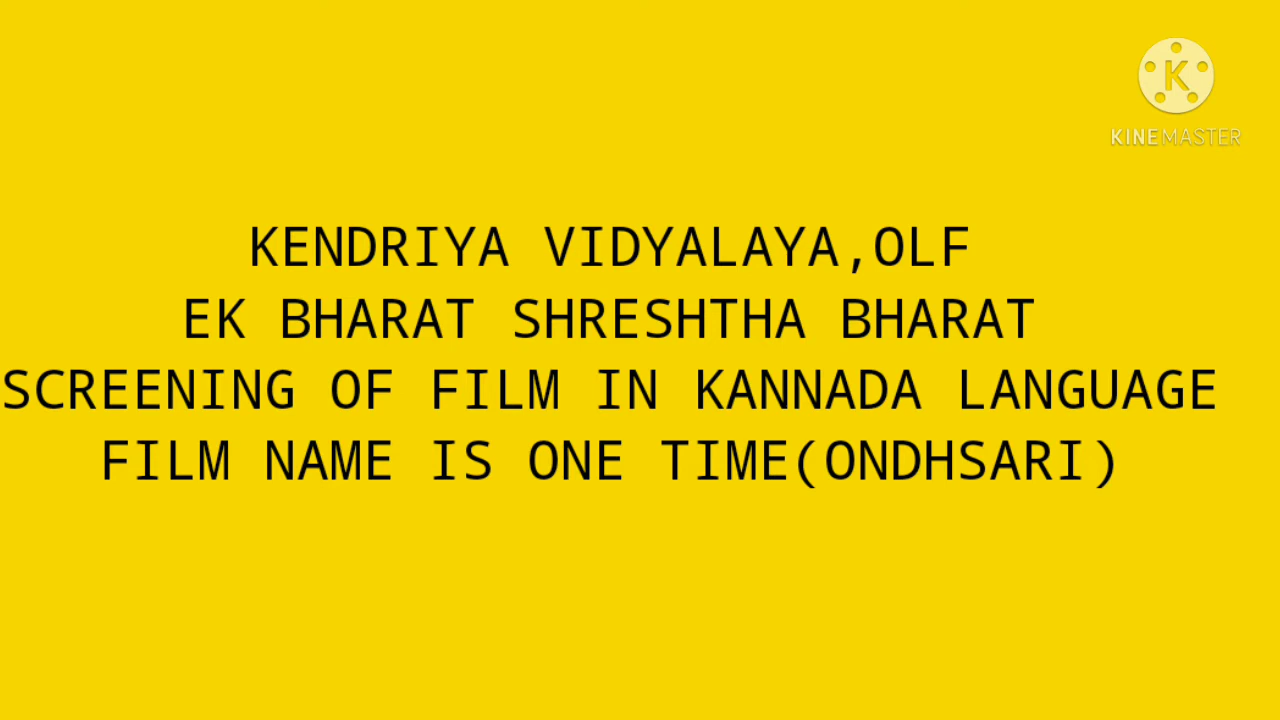 K
KINEMASTER
KENDRIYA VIDYALAYA,OLF
EK BHARAT SHRESHTHA BHARAT
SCREENING OF FILM IN KANNADA LANGUAGE
FILM NAME IS ONE TIME(ONDHSARI)